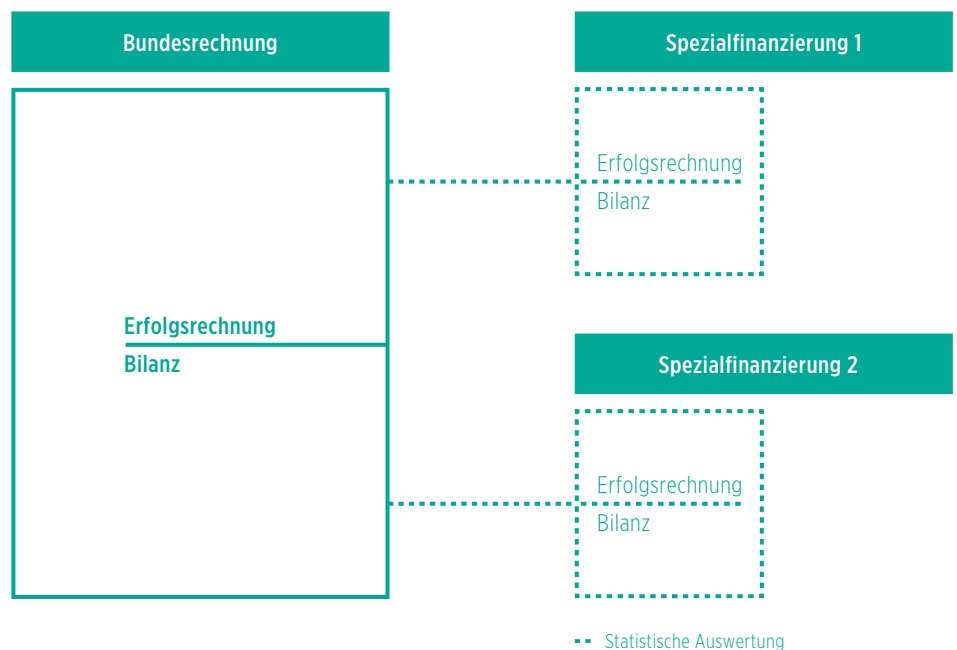 Bundesrechnung
Erfolgsrechnung
Bilanz
Spezialfinanzierung 1
Erfolgsrechnung
Bilanz
Spezialfinanzierung 2
Erfolgsrechnung
Bilanz
Statistische Auswertung